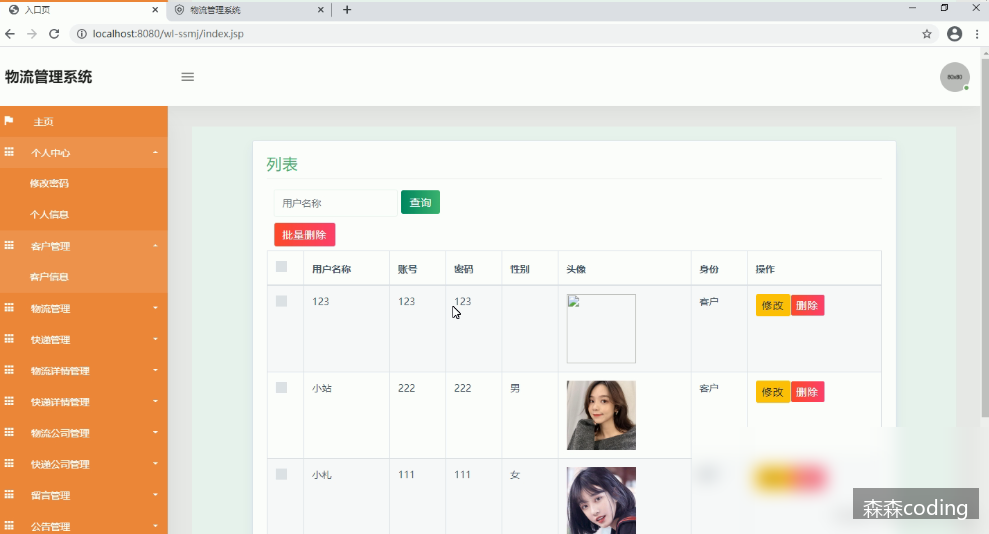 入口页
物流管理系统
localhost:8080/wl-ssmj/index.jsp
物流管理系统
60x60
主页
个人中心
修改密码
个人信息
客户管理
客户信息
物流管理
快递管理
物流详情管理
快递详情管理
物流公司管理
快递公司管理
留言管理
公告管理
列表
用户名称 查询
批量删除
用户名称 账号 密码 性别 头像 身份 操作
123 123 123 客户 修改 删除
小站 222 222 男 客户 修改 删除
小札 111 111 女
森森coding